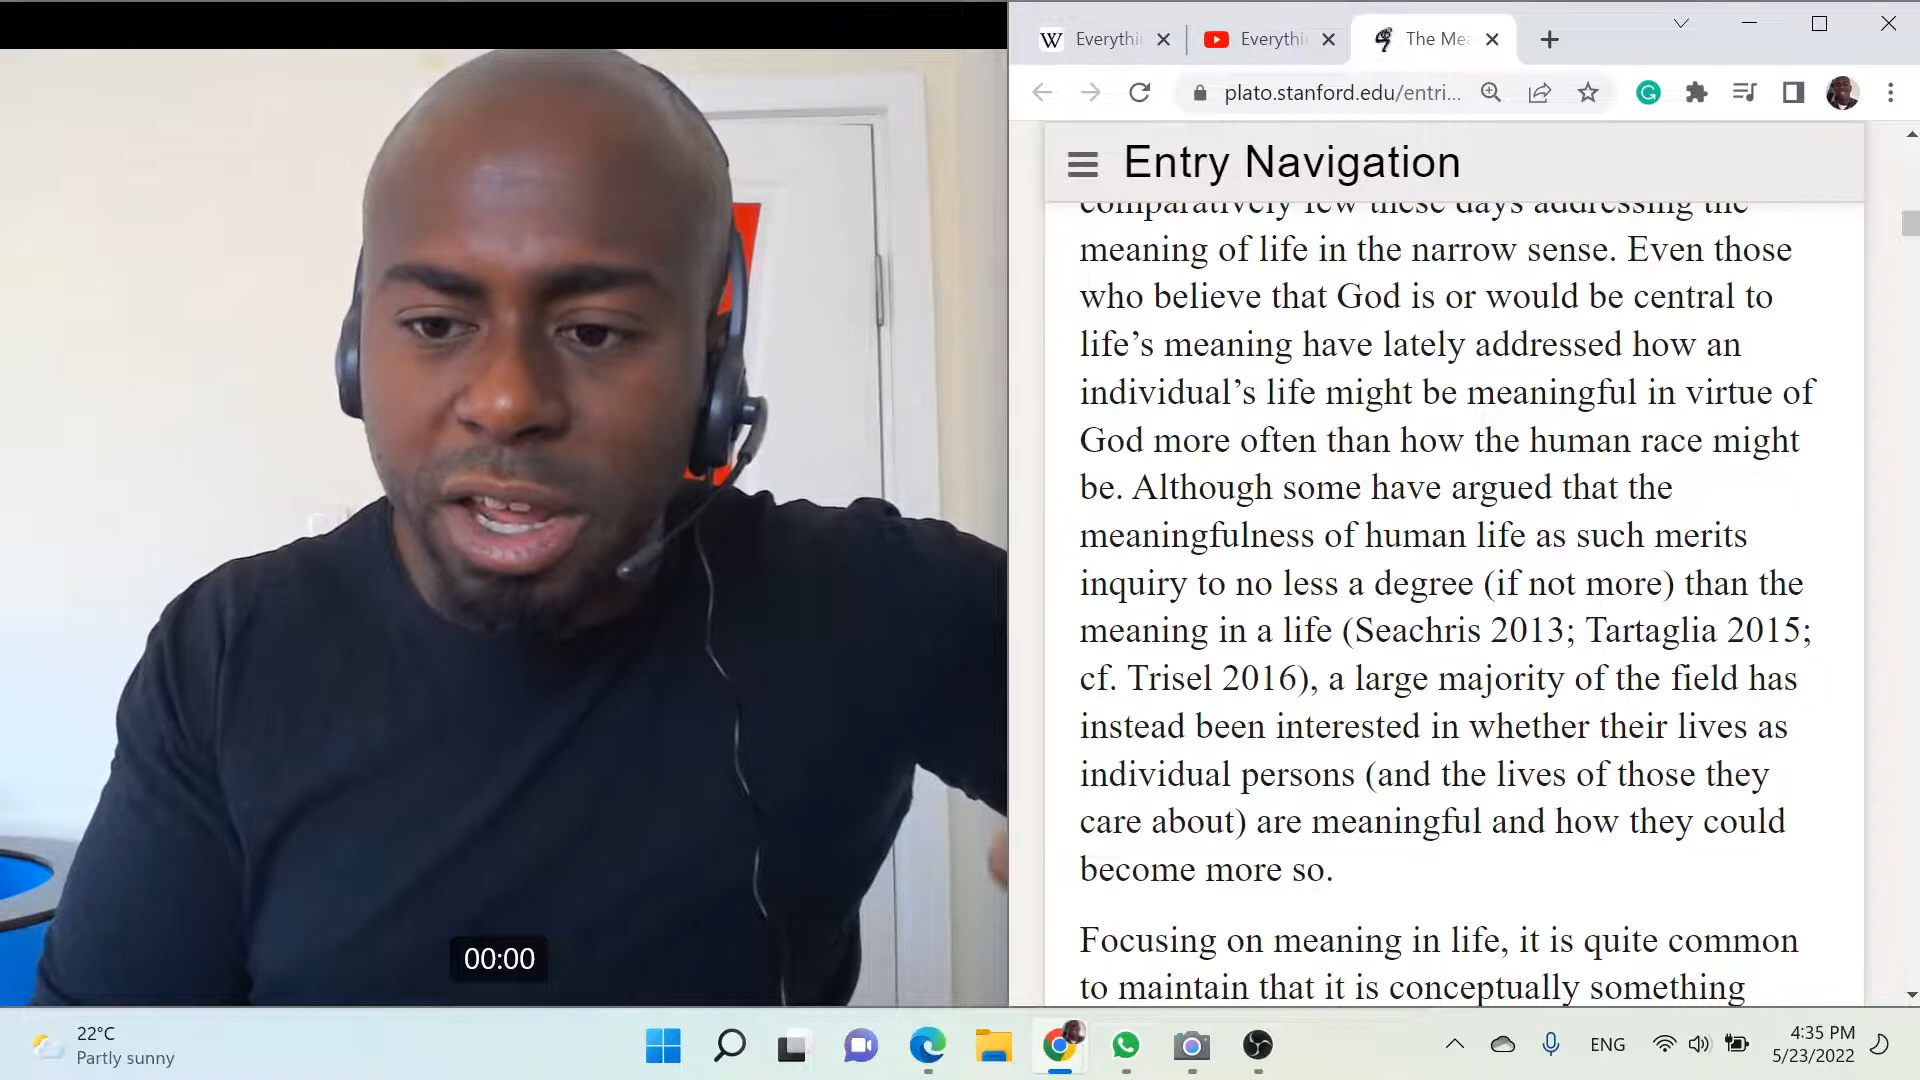 Everythi
Everythi
The Mea
plato.stanford.edu/entri...
Entry Navigation
comparatively few these days addressing the
meaning of life in the narrow sense. Even those
who believe that God is or would be central to
life’s meaning have lately addressed how an
individual’s life might be meaningful in virtue of
God more often than how the human race might
be. Although some have argued that the
meaningfulness of human life as such merits
inquiry to no less a degree (if not more) than the
meaning in a life (Seachris 2013; Tartaglia 2015;
cf. Trisel 2016), a large majority of the field has
instead been interested in whether their lives as
individual persons (and the lives of those they
care about) are meaningful and how they could
become more so.
Focusing on meaning in life, it is quite common
to maintain that it is conceptually something
00:00
22°C
Partly sunny
ENG
4:35 PM
5/23/2022